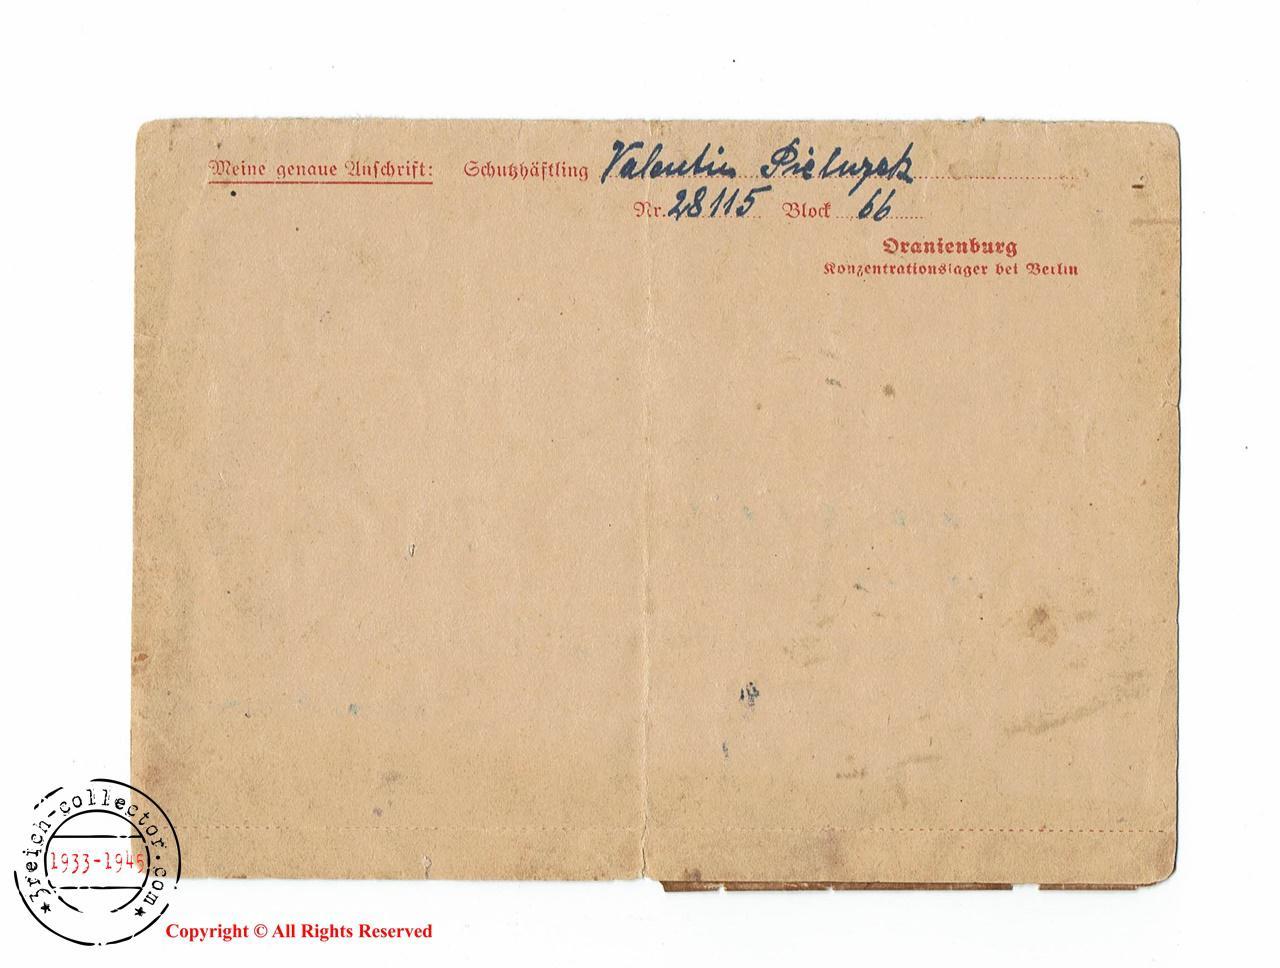 Meine genaue Anschrift: Schutzhäftling Valentin Pieluzek
Nr. 28115 Block 66
Oranienburg
Konzentrationslager bei Berlin
3reich-collector.com
1933-1945
Copyright © All Rights Reserved